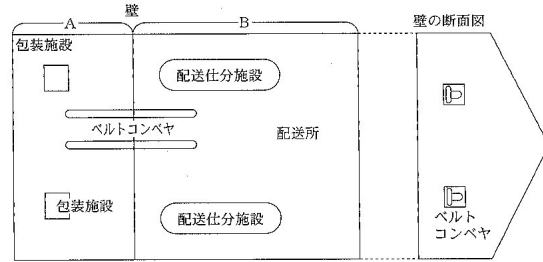 壁
A
B
壁の断面図
包装施設
配送仕分施設
ベルトコンベヤ
配送所
包装施設
配送仕分施設
ベルト
コンベヤ